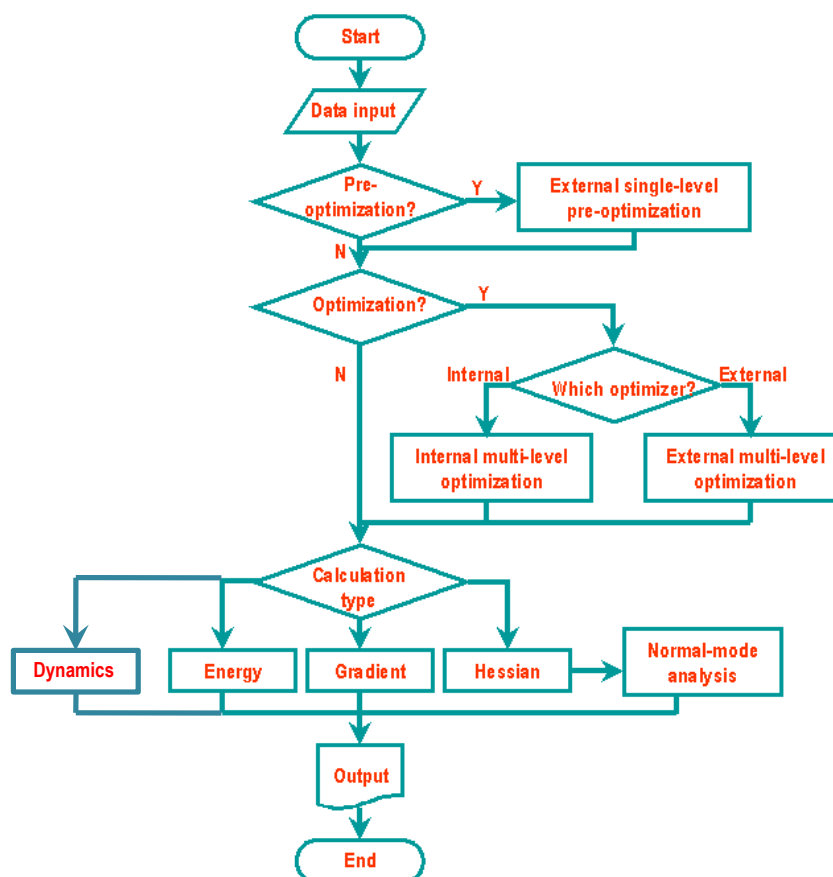 Start
Data input
Pre-
optimization?
Y
External single-level
pre-optimization
N
Optimization?
Y
N
Internal
Which optimizer?
External
Internal multi-level
optimization
External multi-level
optimization
Calculation
type
Dynamics
Energy
Gradient
Hessian
Normal-mode
analysis
Output
End